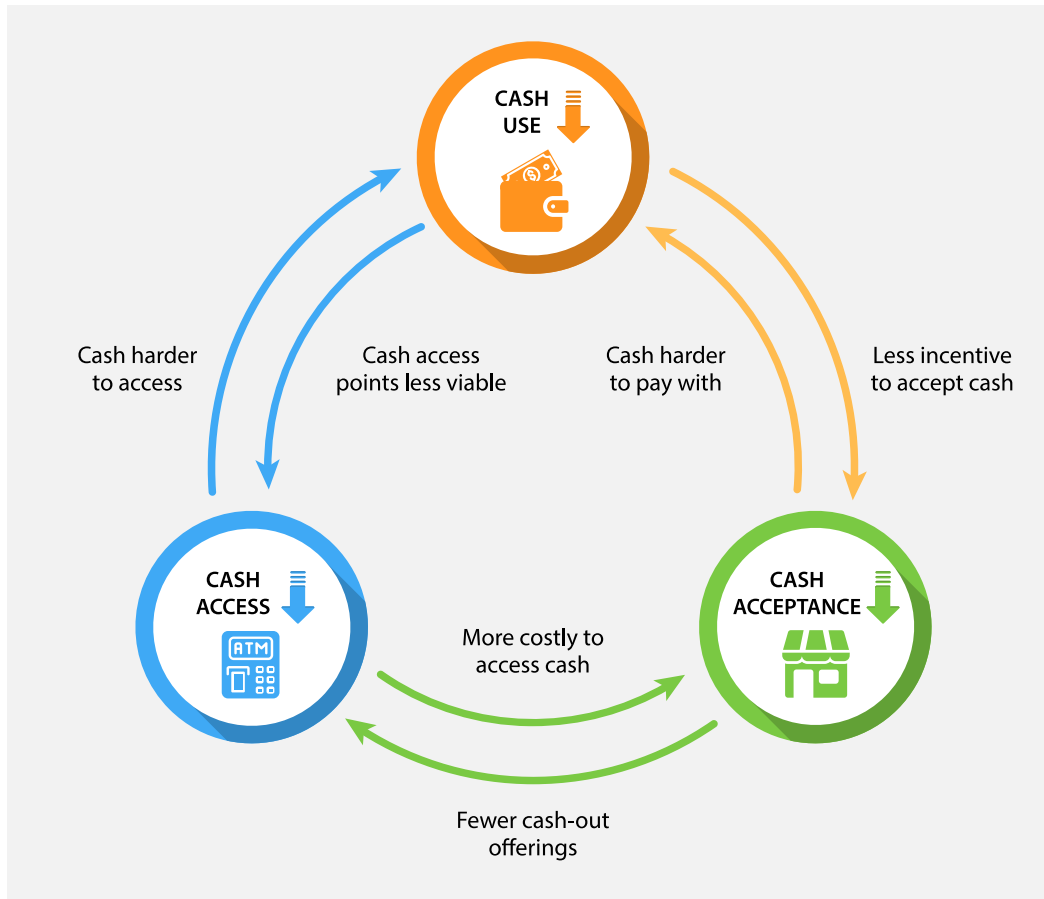 CASH
USE
Cash harder
to access
Cash access
points less viable
Cash harder
to pay with
Less incentive
to accept cash
CASH
ACCESS
ATM
CASH
ACCEPTANCE
More costly to
access cash
Fewer cash-out
offerings